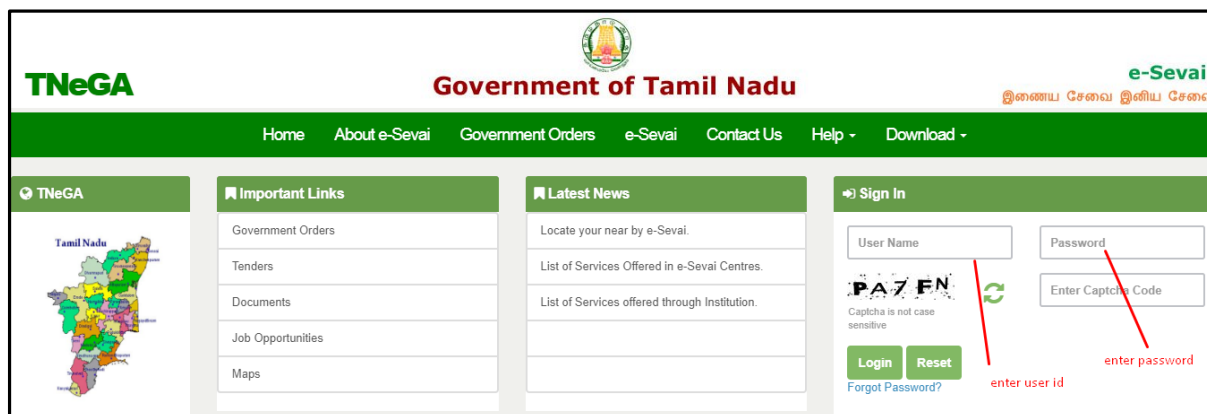 TNeGA
Government of Tamil Nadu
e-Sevai
இணைய சேவை இனிய சேவை
Home About e-Sevai Government Orders e-Sevai Contact Us Help Download
TNeGA
Tamil Nadu
Important Links
Government Orders
Tenders
Documents
Job Opportunities
Maps
Latest News
Locate your near by e-Sevai.
List of Services Offered in e-Sevai Centres.
List of Services offered through Institution.
Sign In
User Name Password
PA7FN Enter Captcha Code
Captcha is not case
sensitive
Login Reset
Forgot Password?
enter user id
enter password